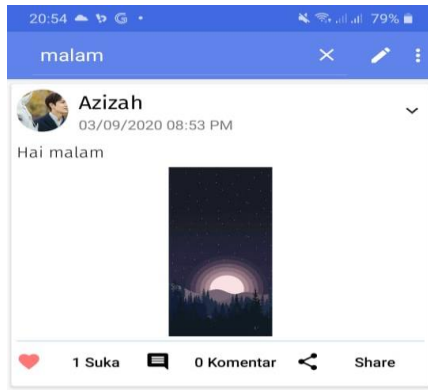 20:54 G 79%
malam
Azizah
03/09/2020 08:53 PM
Hai malam
1 Suka 0 Komentar Share